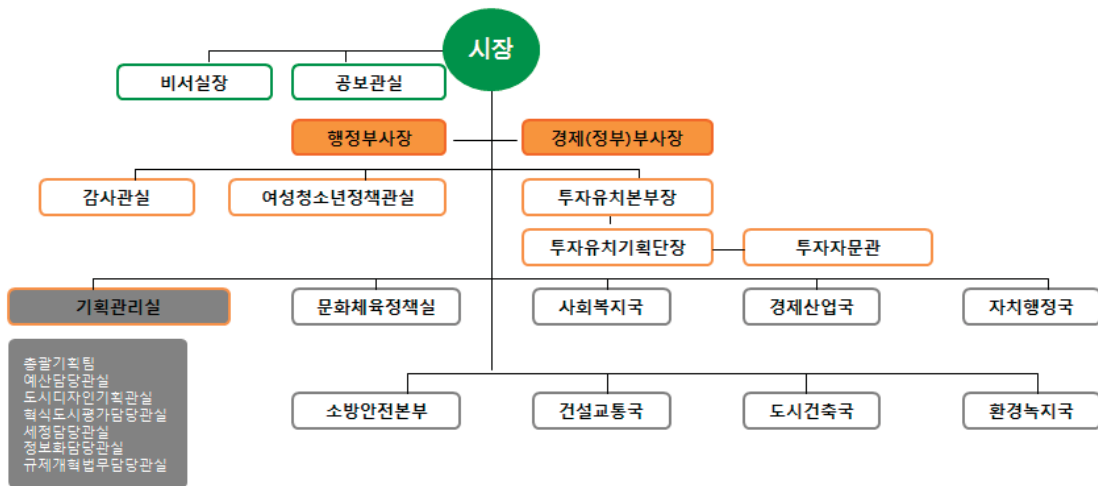 시장
비서실장
공보관실
행정부사장
경제(정부)부사장
감사관실
여성청소년정책관실
투자유치본부장
투자유치기획단장
투자자문관
기획관리실
문화체육정책실
사회복지국
경제산업국
자치행정국
총괄기획팀
예산담당관실
도시디자인기획관실
혁식도시평가담당관실
세정담당관실
정보화담당관실
규제개혁법무담당관실
소방안전본부
건설교통국
도시건축국
환경녹지국